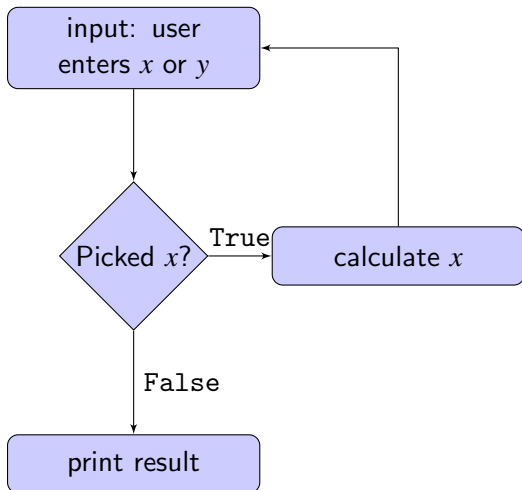 input: user
enters x or y
Picked x?
True
calculate x
False
print result